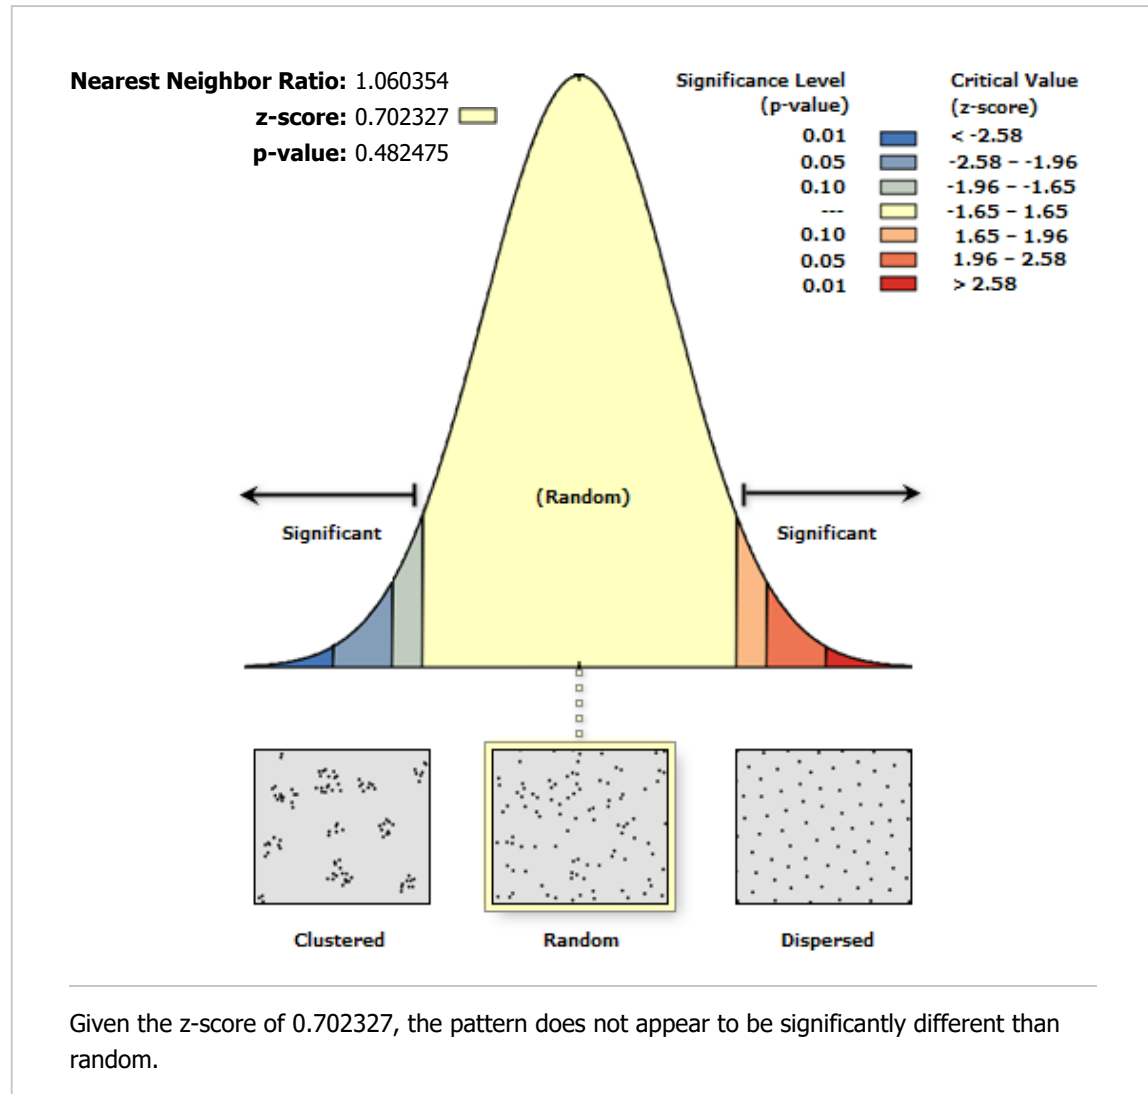 Nearest Neighbor Ratio: 1.060354
z-score: 0.702327
p-value: 0.482475
Significance Level
(p-value)
Critical Value
(z-score)
0.01 < -2.58
0.05 -2.58 – -1.96
0.10 -1.96 – -1.65
--- -1.65 – 1.65
0.10 1.65 – 1.96
0.05 1.96 – 2.58
0.01 > 2.58
(Random)
Significant
Significant
Clustered
Random
Dispersed
Given the z-score of 0.702327, the pattern does not appear to be significantly different than
random.